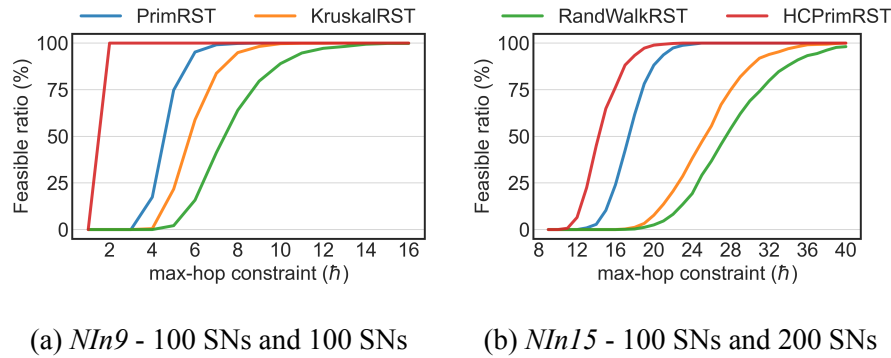 PrimRST KruskalRST RandWalkRST HCPrimRST
Feasible ratio (%)
100
75
50
25
0
2 4 6 8 10 12 14 16
max-hop constraint (ℏ)
Feasible ratio (%)
100
75
50
25
0
8 12 16 20 24 28 32 36 40
max-hop constraint (ℏ)
(a) NIn9 - 100 SNs and 100 SNs
(b) NIn15 - 100 SNs and 200 SNs